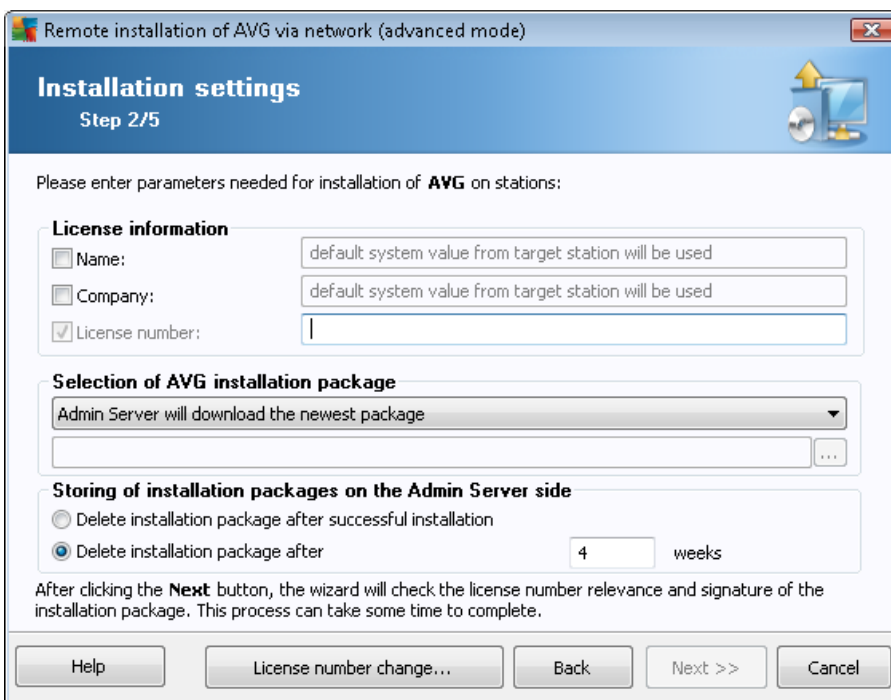 Remote installation of AVG via network (advanced mode)
Installation settings
Step 2/5
Please enter parameters needed for installation of AVG on stations:
License information
Name: default system value from target station will be used
Company: default system value from target station will be used
License number:
Selection of AVG installation package
Admin Server will download the newest package
...
Storing of installation packages on the Admin Server side
Delete installation package after successful installation
Delete installation package after 4 weeks
After clicking the Next button, the wizard will check the license number relevance and signature of the
installation package. This process can take some time to complete.
Help License number change... Back Next >> Cancel